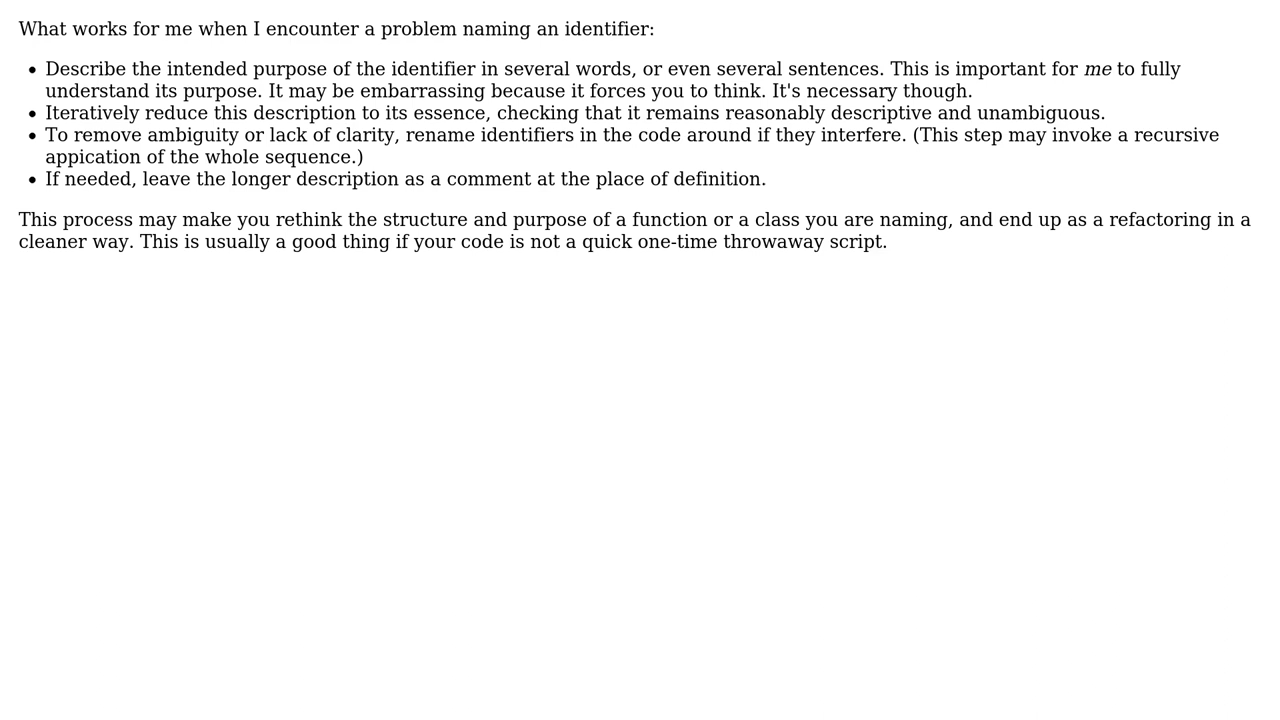 What works for me when I encounter a problem naming an identifier:
• Describe the intended purpose of the identifier in several words, or even several sentences. This is important for me to fully
understand its purpose. It may be embarrassing because it forces you to think. It's necessary though.
• Iteratively reduce this description to its essence, checking that it remains reasonably descriptive and unambiguous.
• To remove ambiguity or lack of clarity, rename identifiers in the code around if they interfere. (This step may invoke a recursive
appication of the whole sequence.)
• If needed, leave the longer description as a comment at the place of definition.
This process may make you rethink the structure and purpose of a function or a class you are naming, and end up as a refactoring in a
cleaner way. This is usually a good thing if your code is not a quick one-time throwaway script.